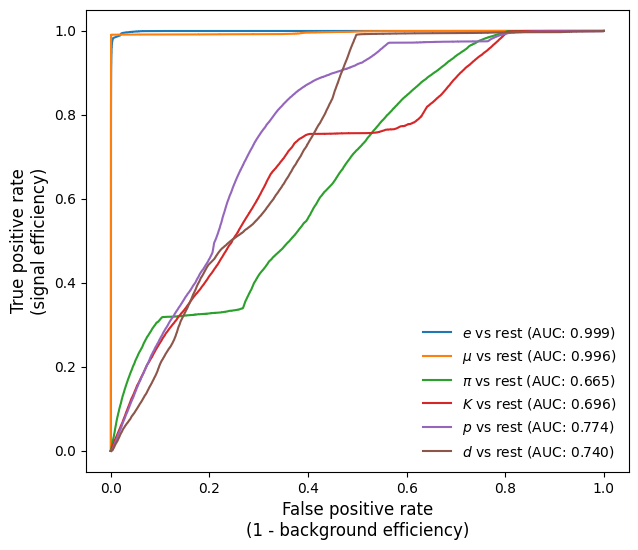 True positive rate
(signal efficiency)
1.0
0.8
0.6
0.4
0.2
0.0
0.0 0.2 0.4 0.6 0.8 1.0
False positive rate
(1 - background efficiency)
e vs rest (AUC: 0.999)
μ vs rest (AUC: 0.996)
π vs rest (AUC: 0.665)
K vs rest (AUC: 0.696)
p vs rest (AUC: 0.774)
d vs rest (AUC: 0.740)